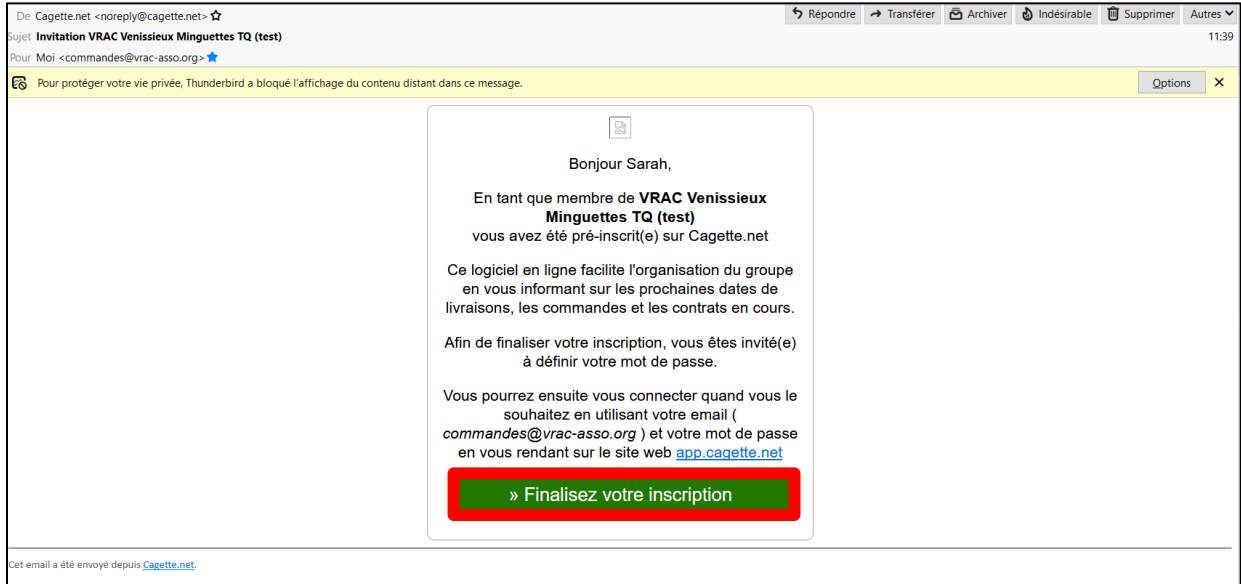 De Cagette.net <noreply@cagette.net>
Répondre Transférer Archiver Indésirable Supprimer Autres
Sujet Invitation VRAC Venissieux Minguettes TQ (test) 11:39
Pour Moi <commandes@vrac-asso.org>
Pour protéger votre vie privée, Thunderbird a bloqué l'affichage du contenu distant dans ce message. Options
Bonjour Sarah,
En tant que membre de VRAC Venissieux
Minguettes TQ (test)
vous avez été pré-inscrit(e) sur Cagette.net
Ce logiciel en ligne facilite l'organisation du groupe
en vous informant sur les prochaines dates de
livraisons, les commandes et les contrats en cours.
Afin de finaliser votre inscription, vous êtes invité(e)
à définir votre mot de passe.
Vous pourrez ensuite vous connecter quand vous le
souhaitez en utilisant votre email (
commandes@vrac-asso.org ) et votre mot de passe
en vous rendant sur le site web app.cagette.net
» Finalisez votre inscription
Cet email a été envoyé depuis Cagette.net.